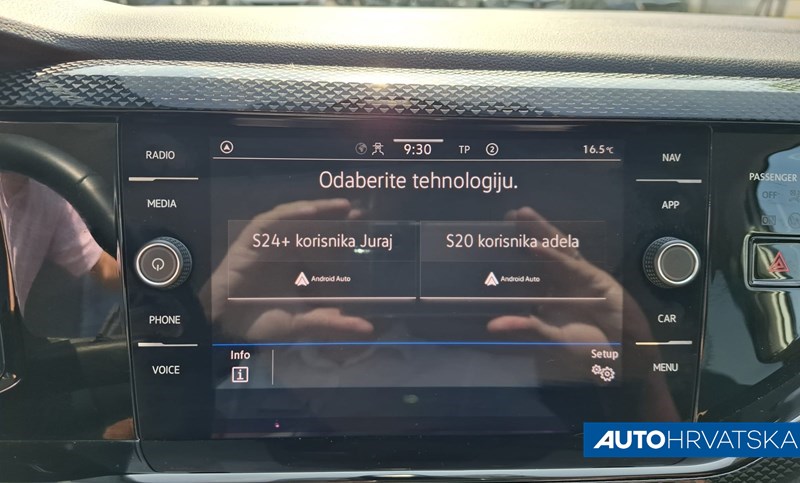 RADIO
MEDIA
PHONE
VOICE
9:30
TP
2
16.5°C
Odaberite tehnologiju.
S24+ korisnika Juraj
Android Auto
S20 korisnika adela
Android Auto
Info
i
Setup
NAV
APP
CAR
MENU
PASSENGER
OFF
AUTOHRVATSKA